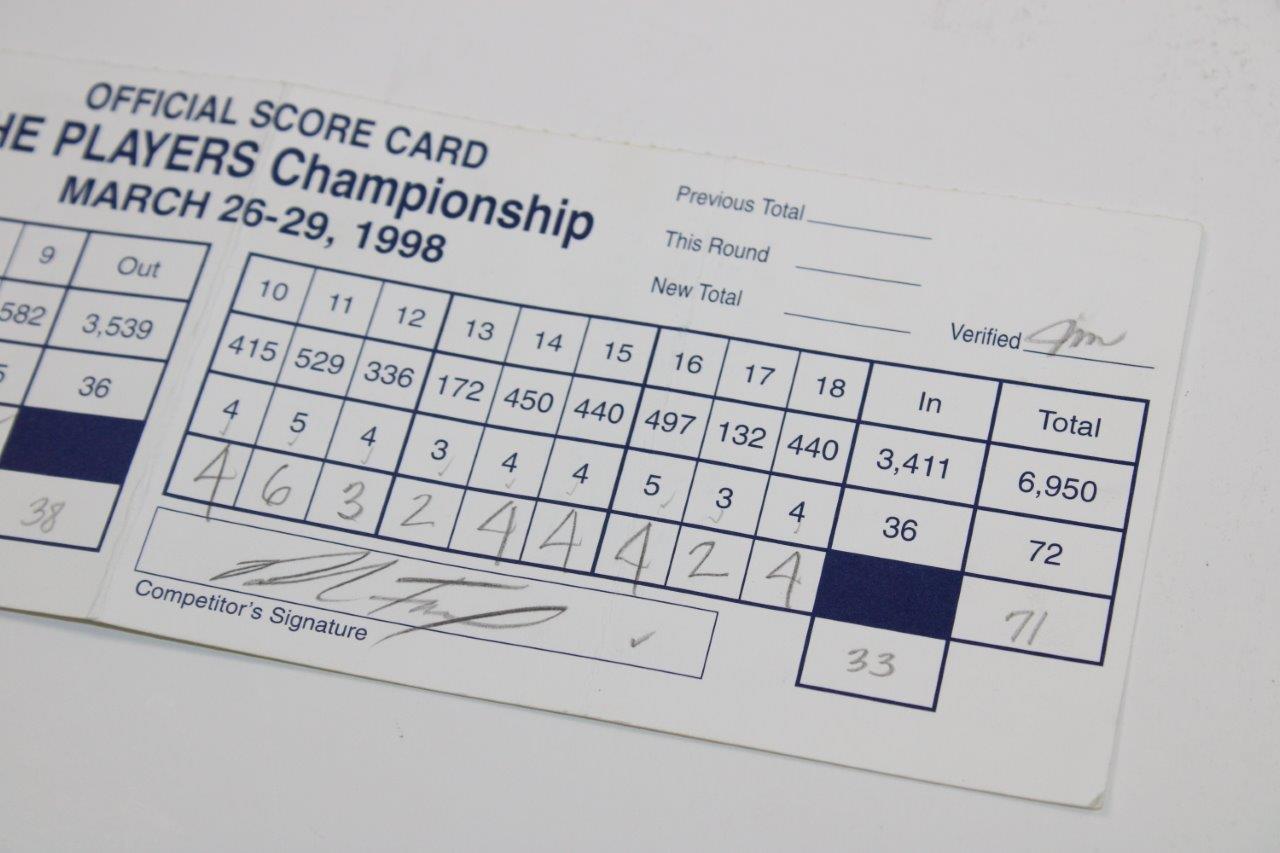 OFFICIAL SCORE CARD
HE PLAYERS Championship
MARCH 26-29, 1998
Previous Total
This Round
New Total
Verified
9 Out
582 3,539
5 36
38
10 11 12 13 14 15 16 17 18 In Total
415 529 336 172 450 440 497 132 440 3,411 6,950
4 5 4 3 4 4 5 3 4 36 72
4 6 3 2 4 4 4 2 4 71
33
Competitor's Signature